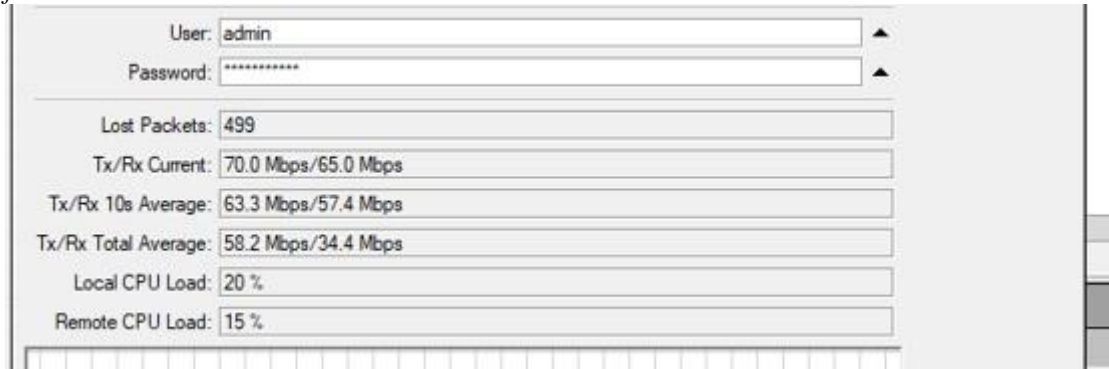 User: admin
Password: ***********
Lost Packets: 499
Tx/Rx Current: 70.0 Mbps/65.0 Mbps
Tx/Rx 10s Average: 63.3 Mbps/57.4 Mbps
Tx/Rx Total Average: 58.2 Mbps/34.4 Mbps
Local CPU Load: 20 %
Remote CPU Load: 15 %